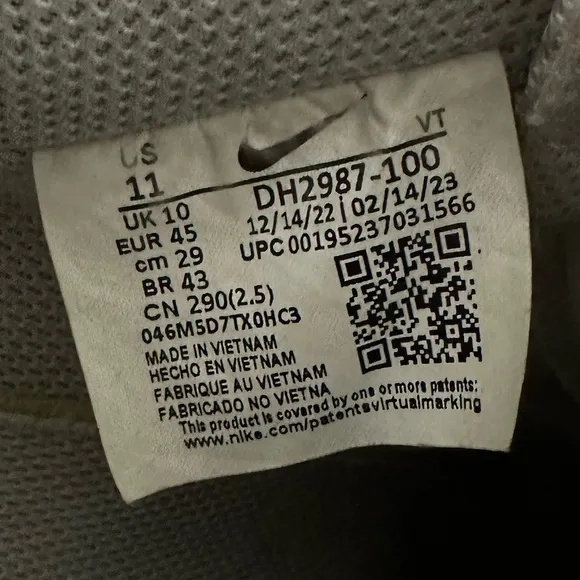 US
VT
11
DH2987-100
UK 10
12/14/22 | 02/14/23
EUR 45
UPC 00195237031566
cm 29
BR 43
CN 290(2.5)
046M5D7TX0HC3
MADE IN VIETNAM
HECHO EN VIETNAM
FABRIQUE AU VIETNAM
FABRICADO NO VIETNA
This product is covered by one or more patents:
www.nike.com/patentsvirtualmarking